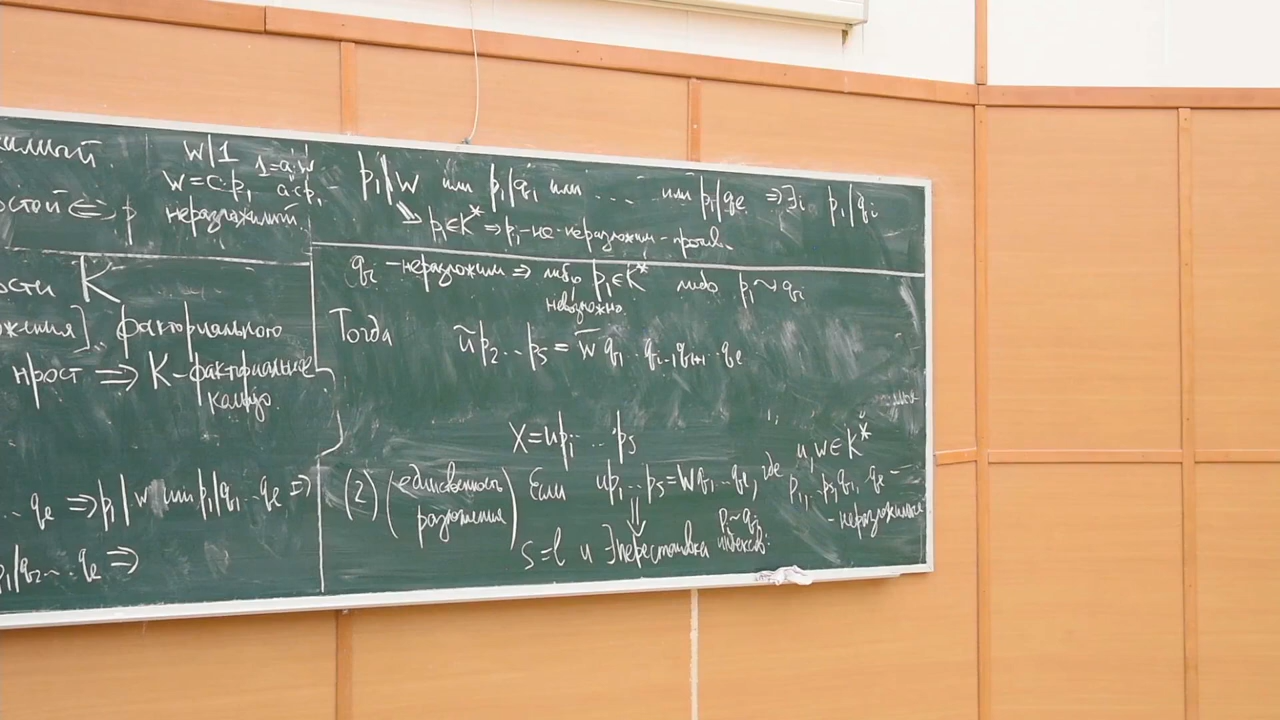 W|1
1=a·w
W=c·p₁ a·c·p₁
неразложимый.
⇔ p
K
факториального
прост ⇒ K-факториальное
кольцо.
... qₑ ⇒ p₁|w или p₁|q₁...qₑ ⇒
p₁|q₂...qₑ ⇒
p₁|w или p₁|q₁ или ... или p₁|qₑ ⇒ ∃i p₁|qᵢ
⇒ p₁∈K* ⇒ p₁-не-неразложим-против.
qᵢ - неразложим ⇒ либо p₁∈K* либо p₁~qᵢ
невозможно.
Тогда ũp₂...pₛ = w̄q₁...qᵢ₋₁qᵢ₊₁...qₑ
X=up₁...pₛ
(2) (единственность разложения) Если up₁...pₛ=Wq₁...qₑ, где u,w∈K*
p₁,...pₛ,q₁,...qₑ –
- неразложимые
⇓
s=l и ∃ перестановка индексов: pᵢ~qⱼ